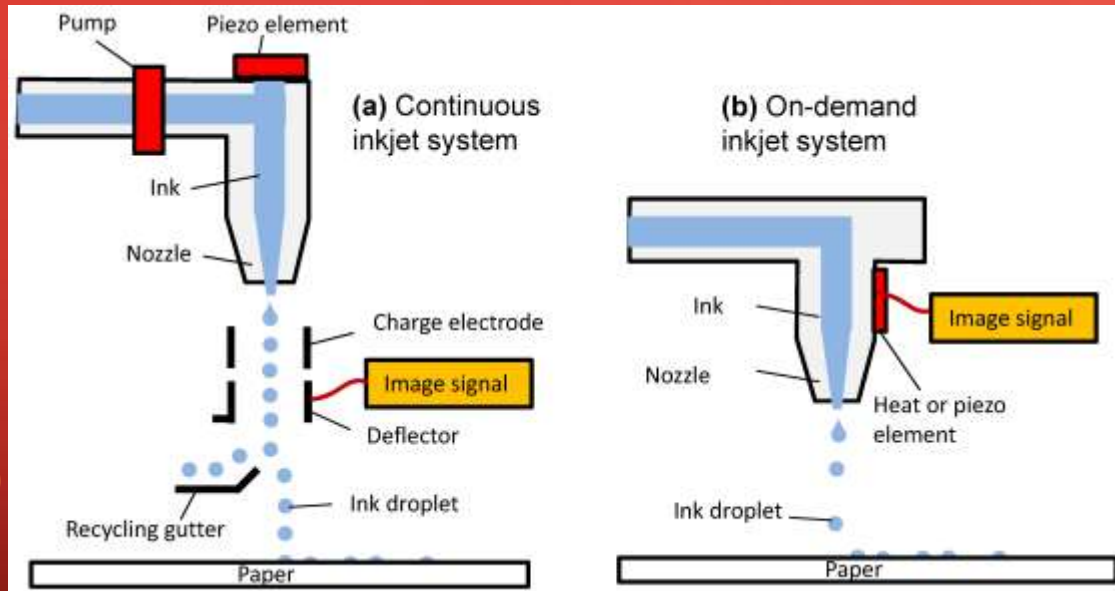 Pump
Piezo element
(a) Continuous
inkjet system
Ink
Nozzle
Charge electrode
Image signal
Deflector
Ink droplet
Recycling gutter
Paper
(b) On-demand
inkjet system
Ink
Image signal
Nozzle
Heat or piezo
element
Ink droplet
Paper